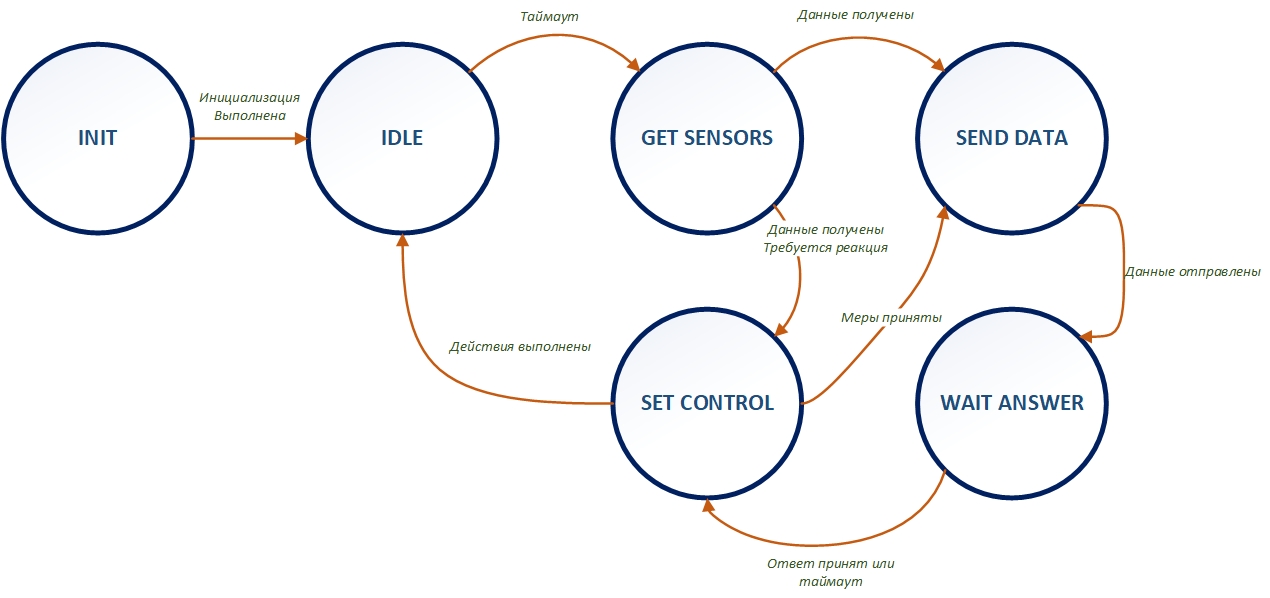 Таймаут
Данные получены
Инициализация
Выполнена
INIT
IDLE
GET SENSORS
SEND DATA
Данные получены
Требуется реакция
Данные отправлены
Меры приняты
Действия выполнены
SET CONTROL
WAIT ANSWER
Ответ принят или
таймаут